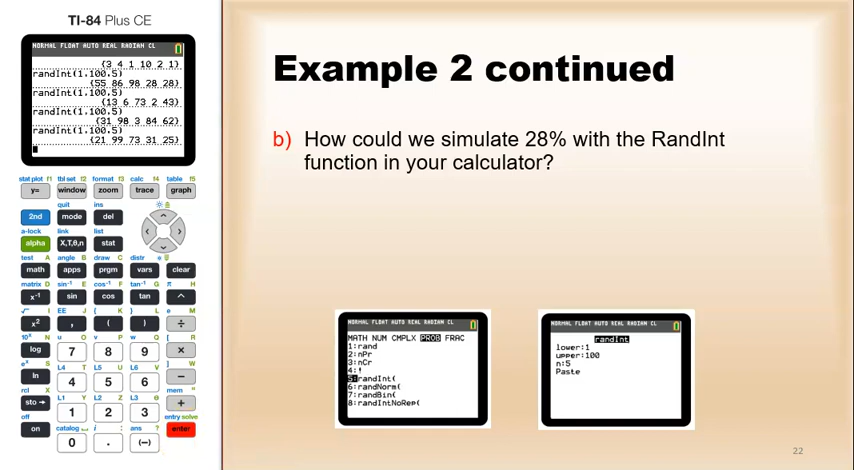 TI-84 Plus CE
NORMAL FLOAT AUTO REAL RADIAN CL
{3 4 1 10 2 1}
randInt(1,100,5)
{55 86 98 28 28}
randInt(1,100,5)
{13 6 73 2 43}
randInt(1,100,5)
{31 98 3 84 62}
randInt(1,100,5)
{21 99 73 31 25}
stat plot f1 tbl set f2 format f3 calc f4 table f5
y= window zoom trace graph
quit ins
2nd mode del
a-lock link list
alpha X,T,θ,n stat
test A angle B draw C distr
math apps prgm vars clear
matrix D sin⁻¹ E cos⁻¹ F tan⁻¹ G π H
x⁻¹ sin cos tan ^
√ I EE J { K } L e M
x² , ( ) ÷
10ˣ N u O v P w Q [ R
log 7 8 9 ×
eˣ S L4 T L5 U L6 V ] W
ln 4 5 6 −
rcl X L1 Y L2 Z L3 θ mem "
sto→ 1 2 3 +
off catalog i : ans ? entry solve
on 0 . (−) enter
Example 2 continued
b) How could we simulate 28% with the RandInt
function in your calculator?
NORMAL FLOAT AUTO REAL RADIAN CL
MATH NUM CMPLX PROB FRAC
1:rand
2:nPr
3:nCr
4:!
5:randInt(
6:randNorm(
7:randBin(
8:randIntNoRep(
NORMAL FLOAT AUTO REAL RADIAN CL
randInt
lower:1
upper:100
n:5
Paste
22